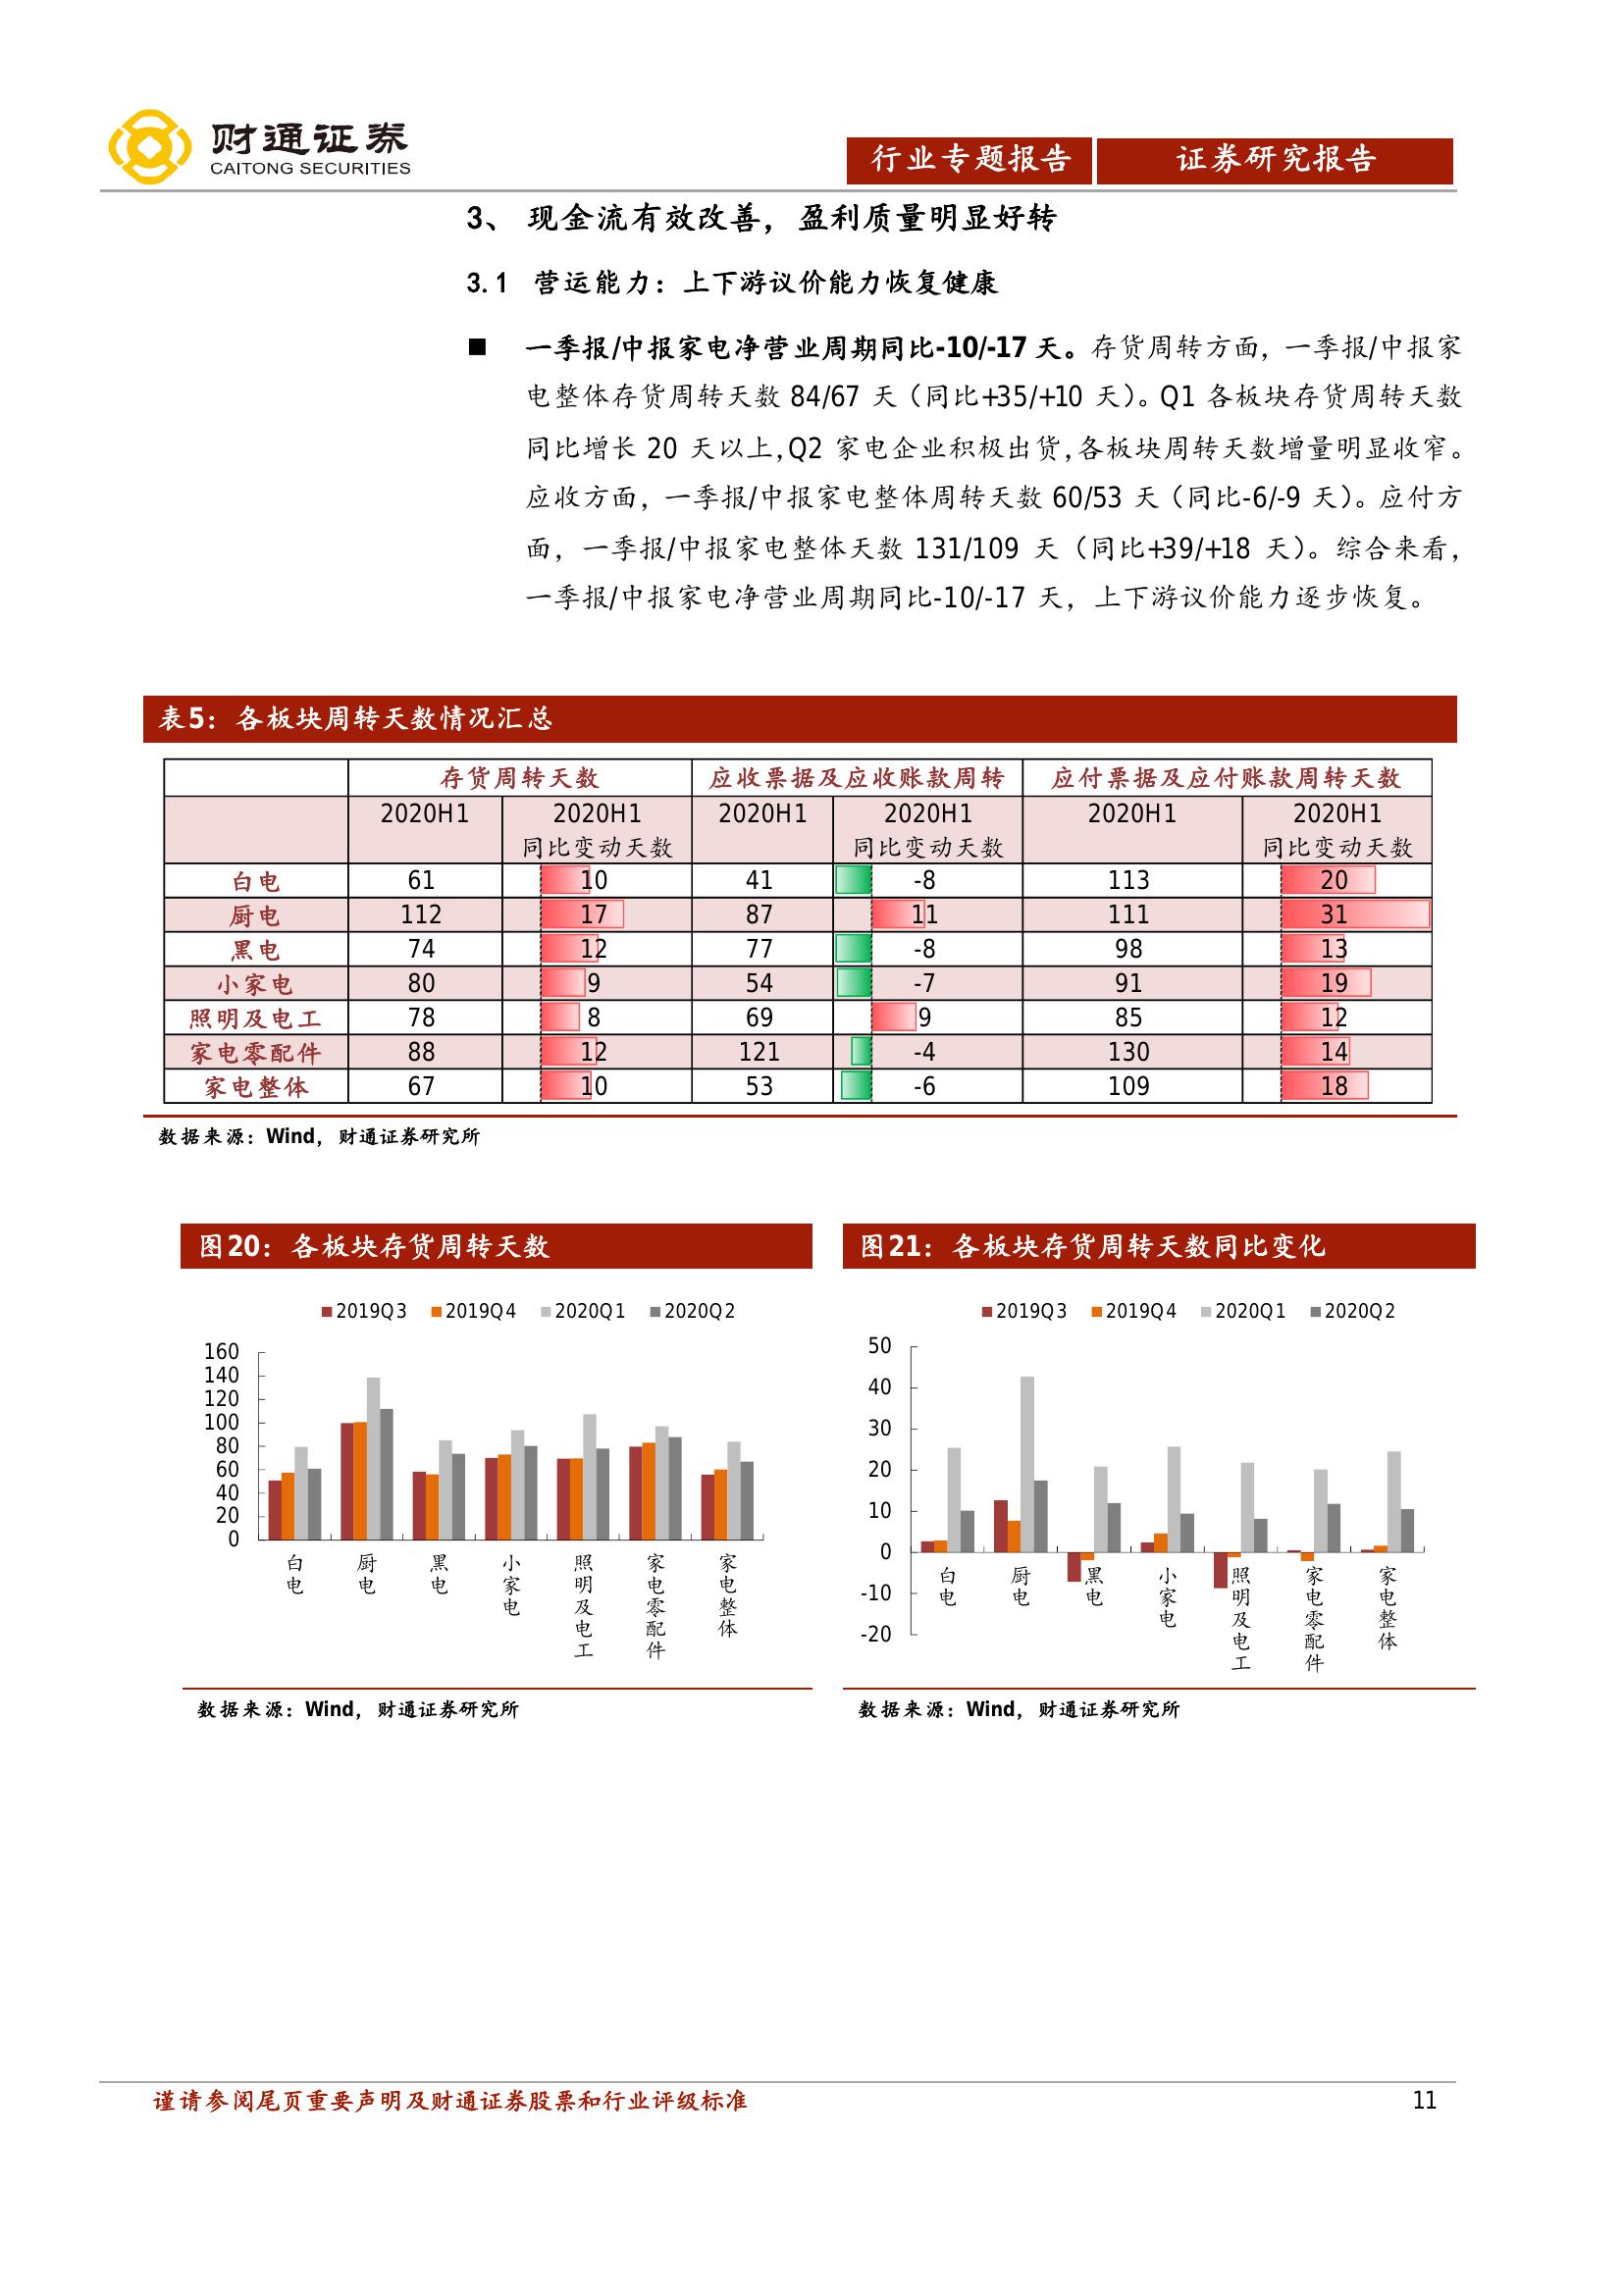 财通证券
CAITONG SECURITIES
行业专题报告 证券研究报告
3、 现金流有效改善，盈利质量明显好转
3.1 营运能力：上下游议价能力恢复健康
■ 一季报/中报家电净营业周期同比-10/-17 天。存货周转方面，一季报/中报家
电整体存货周转天数 84/67 天（同比+35/+10 天）。Q1 各板块存货周转天数
同比增长 20 天以上，Q2 家电企业积极出货，各板块周转天数增量明显收窄。
应收方面，一季报/中报家电整体周转天数 60/53 天（同比-6/-9 天）。应付方
面，一季报/中报家电整体天数 131/109 天（同比+39/+18 天）。综合来看，
一季报/中报家电净营业周期同比-10/-17 天，上下游议价能力逐步恢复。
表5：各板块周转天数情况汇总
存货周转天数 应收票据及应收账款周转 应付票据及应付账款周转天数
2020H1 2020H1 2020H1 2020H1 2020H1 2020H1
同比变动天数 同比变动天数 同比变动天数
白电 61 10 41 -8 113 20
厨电 112 17 87 11 111 31
黑电 74 12 77 -8 98 13
小家电 80 9 54 -7 91 19
照明及电工 78 8 69 9 85 12
家电零配件 88 12 121 -4 130 14
家电整体 67 10 53 -6 109 18
数据来源：Wind，财通证券研究所
图20：各板块存货周转天数
2019Q3 2019Q4 2020Q1 2020Q2
160
140
120
100
80
60
40
20
0
白电 厨电 黑电 小家电 照明及电工 家电零配件 家电整体
数据来源：Wind，财通证券研究所
图21：各板块存货周转天数同比变化
2019Q3 2019Q4 2020Q1 2020Q2
50
40
30
20
10
0
-10
-20
白电 厨电 黑电 小家电 照明及电工 家电零配件 家电整体
数据来源：Wind，财通证券研究所
谨请参阅尾页重要声明及财通证券股票和行业评级标准 11